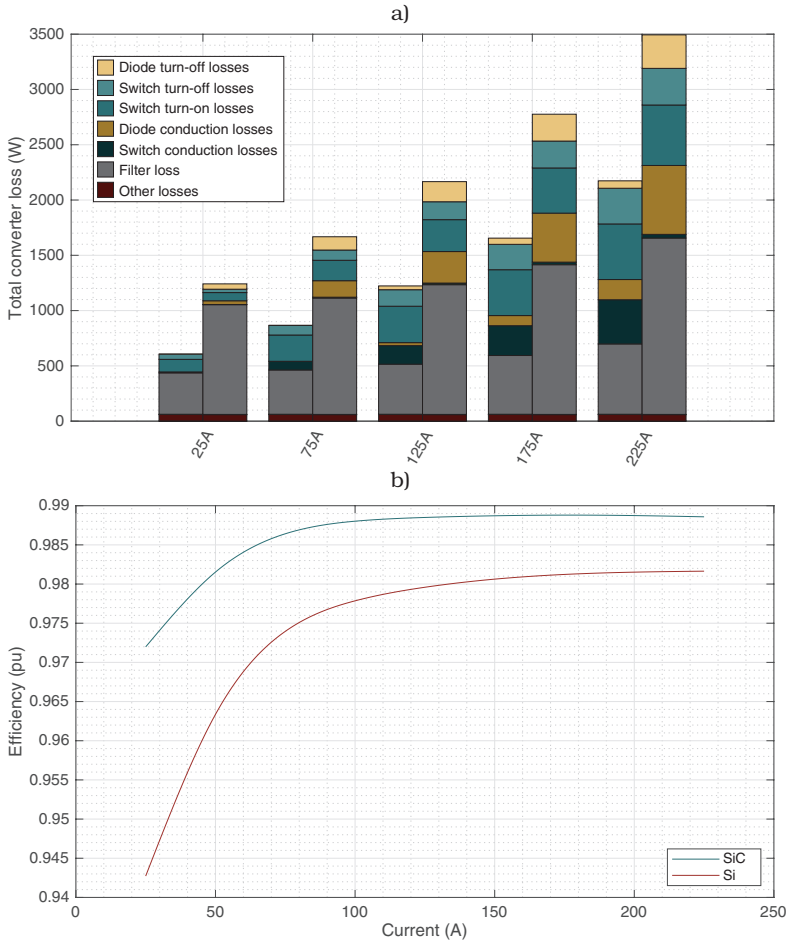 a)
3500
3000
2500
2000
1500
1000
500
0
Total converter loss (W)
Diode turn-off losses
Switch turn-off losses
Switch turn-on losses
Diode conduction losses
Switch conduction losses
Filter loss
Other losses
25A
75A
125A
175A
225A
b)
0.99
0.985
0.98
0.975
0.97
0.965
0.96
0.955
0.95
0.945
0.94
Efficiency (pu)
SiC
Si
0
50
100
150
200
250
Current (A)